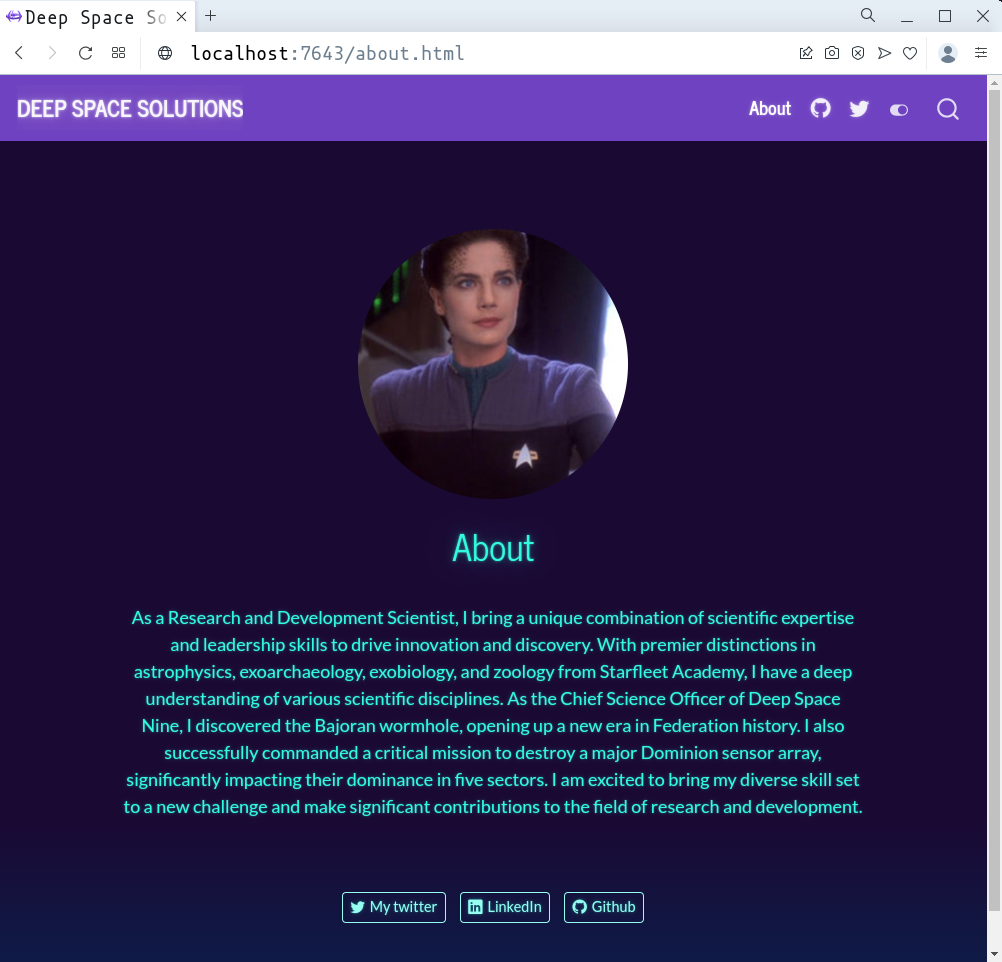 Deep Space So
localhost:7643/about.html
DEEP SPACE SOLUTIONS
About
About
As a Research and Development Scientist, I bring a unique combination of scientific expertise
and leadership skills to drive innovation and discovery. With premier distinctions in
astrophysics, exoarchaeology, exobiology, and zoology from Starfleet Academy, I have a deep
understanding of various scientific disciplines. As the Chief Science Officer of Deep Space
Nine, I discovered the Bajoran wormhole, opening up a new era in Federation history. I also
successfully commanded a critical mission to destroy a major Dominion sensor array,
significantly impacting their dominance in five sectors. I am excited to bring my diverse skill set
to a new challenge and make significant contributions to the field of research and development.
My twitter
LinkedIn
Github